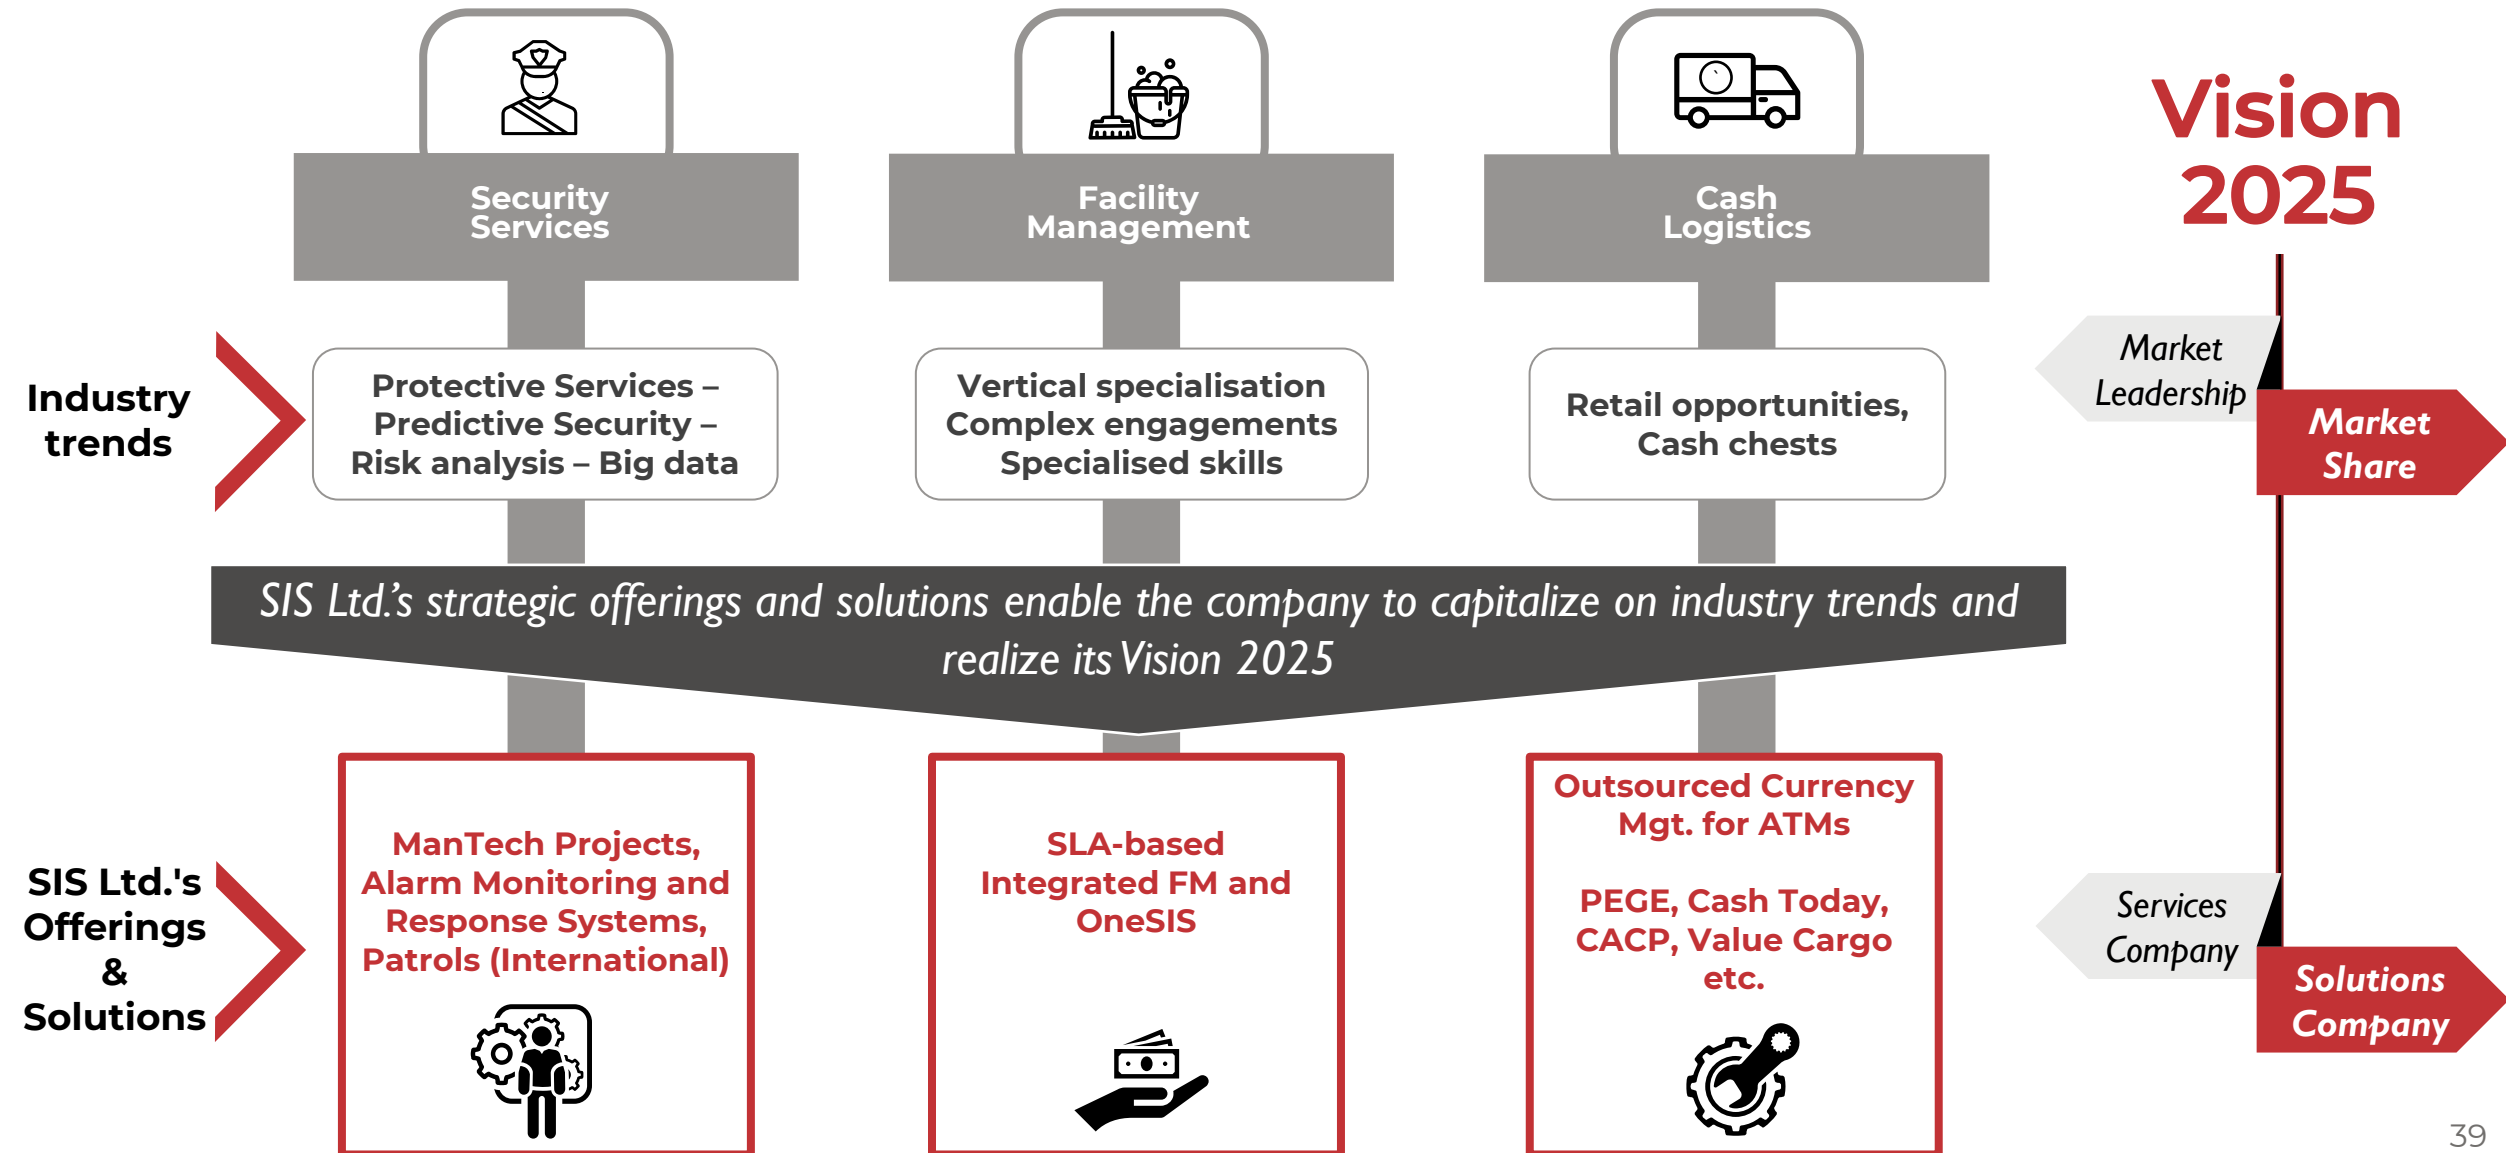 Security
Services
Facility
Management
Cash
Logistics
Vision
2025
Industry
trends
Protective Services –
Predictive Security –
Risk analysis – Big data
Vertical specialisation
Complex engagements
Specialised skills
Retail opportunities,
Cash chests
Market
Leadership
Market
Share
SIS Ltd.’s strategic offerings and solutions enable the company to capitalize on industry trends and
realize its Vision 2025
SIS Ltd.'s
Offerings
&
Solutions
ManTech Projects,
Alarm Monitoring and
Response Systems,
Patrols (International)
SLA-based
Integrated FM and
OneSIS
Outsourced Currency
Mgt. for ATMs
PEGE, Cash Today,
CACP, Value Cargo
etc.
Services
Company
Solutions
Company
39